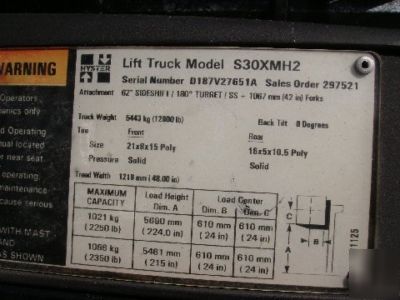 WARNING
Operators
anics only
and Operating
nual located
or near seat.
e Operating,
maintenance
cause serious
WITH MAST
AND
AS SHOWN
HYSTER
Lift Truck Model S30XMH2
Serial Number D187V27651A Sales Order 297521
Attachment 62" SIDESHIFT/ 180° TURRET/ SS - 1067 mm (42 in) Forks
Truck Weight 5443 kg (12000 lb) Back Tilt 0 Degrees
Tire Front Rear
Size 21x8x15 Poly 16x5x10.5 Poly
Pressure Solid Solid
Tread Width 1219 mm (48.00 in)
MAXIMUM CAPACITY Load Height Dim. A Load Center Dim. B Dim. C
1021 kg (2250 lb) 5690 mm (224.0 in) 610 mm (24 in) 610 mm (24 in)
1066 kg (2350 lb) 5461 mm (215 in) 610 mm (24 in) 610 mm (24 in)
C
A
B
1125